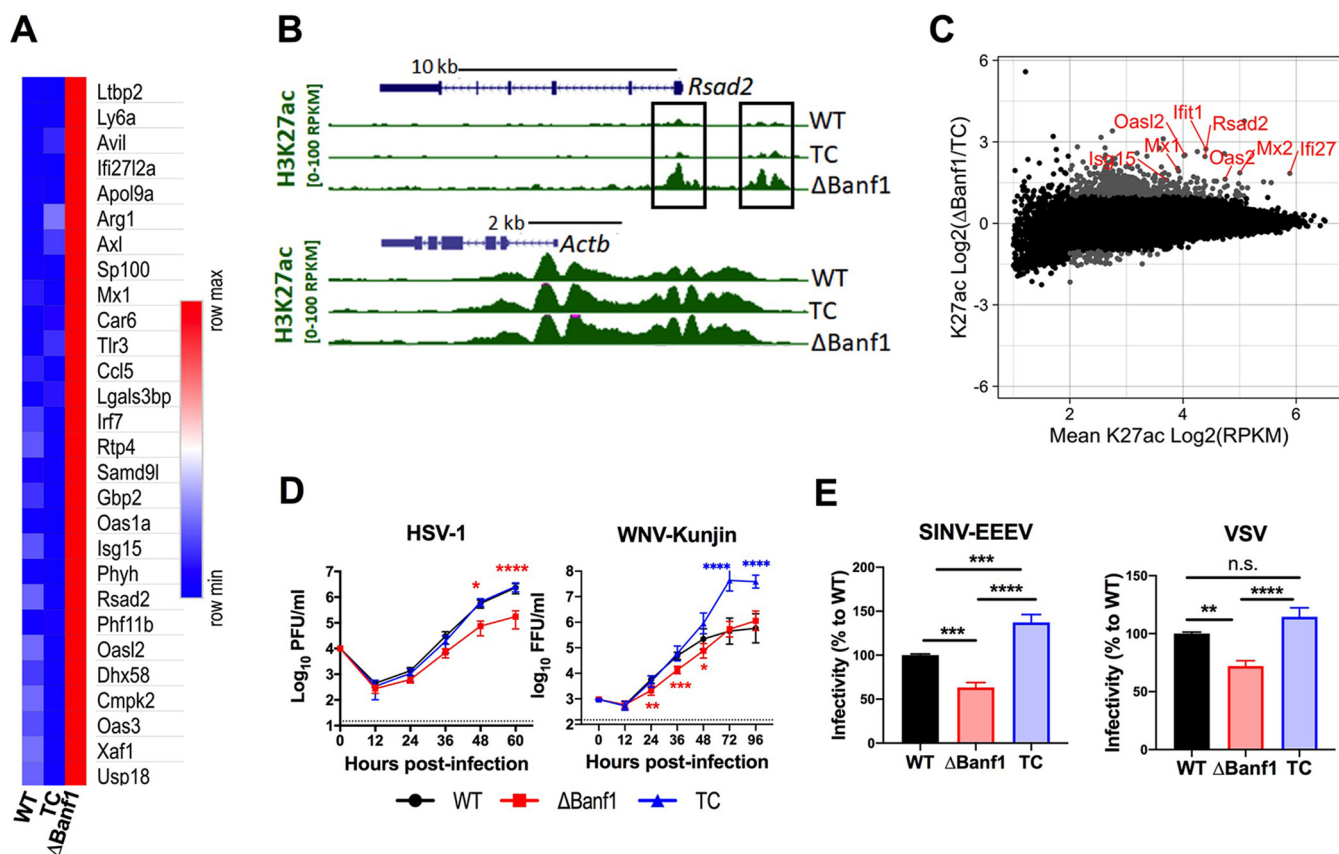 A
Ltbp2
Ly6a
Avil
Ifi27l2a
Apol9a
Arg1
Axl
Sp100
Mx1
Car6
Tlr3
Ccl5
Lgals3bp
Irf7
Rtp4
Samd9l
Gbp2
Oas1a
Isg15
Phyh
Rsad2
Phf11b
Oasl2
Dhx58
Cmpk2
Oas3
Xaf1
Usp18
WT
TC
ΔBanf1
row max
row min
B
10 kb
Rsad2
H3K27ac
[0-100 RPKM]
WT
TC
ΔBanf1
2 kb
Actb
H3K27ac
[0-100 RPKM]
WT
TC
ΔBanf1
C
K27ac Log2(ΔBanf1/TC)
6
3
0
-3
-6
Ifit1
Oasl2
Rsad2
Mx1
Isg15
Oas2
Mx2
Ifi27
2 4 6
Mean K27ac Log2(RPKM)
D
HSV-1
Log10 PFU/ml
7
6
5
4
3
2
1
* ****
0 12 24 36 48 60
Hours post-infection
WNV-Kunjin
log10 FFU/ml
8
7
6
5
4
3
2
**** ****
** *** *
0 12 24 36 48 72 96
Hours post-infection
WT ΔBanf1 TC
E
SINV-EEEV
Infectivity (% to WT)
200
150
100
50
0
***
****
***
WT ΔBanf1 TC
VSV
Infectivity (% to WT)
150
100
50
0
n.s.
** ****
WT ΔBanf1 TC